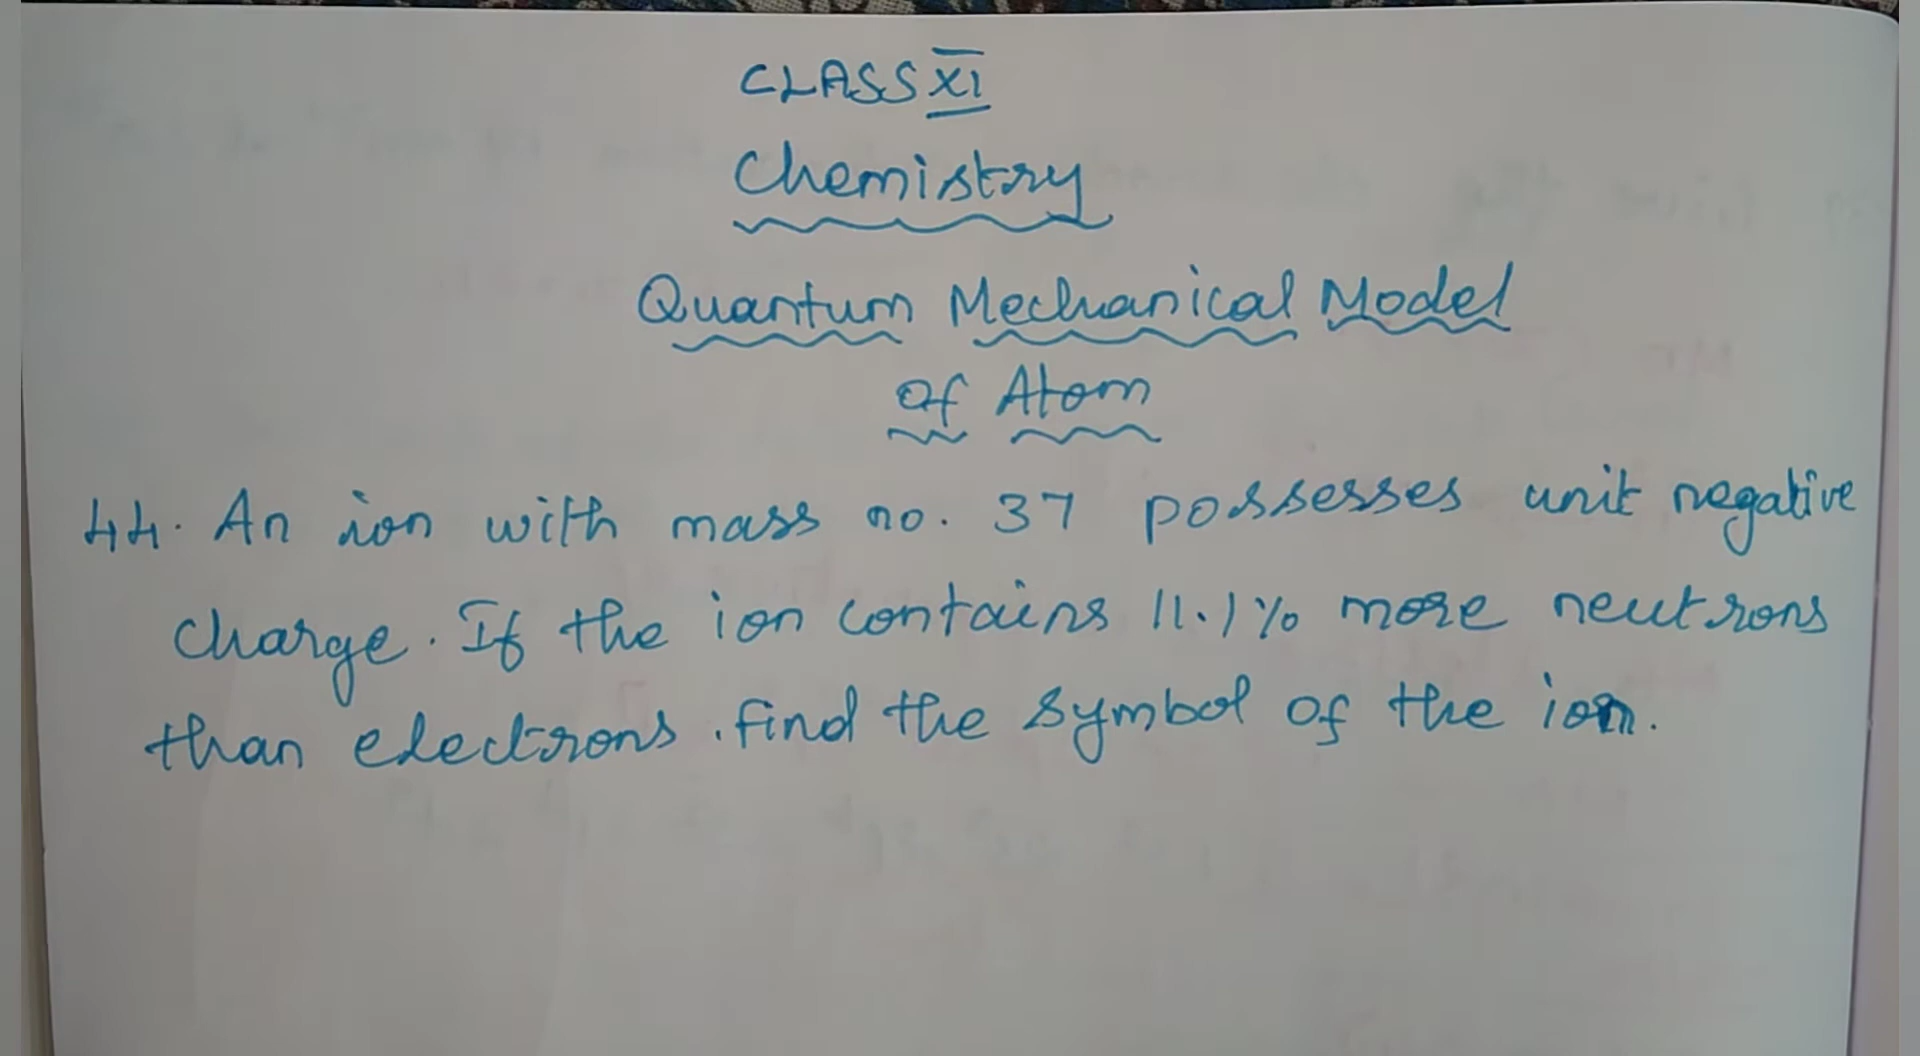 CLASS XI
Chemistry
Quantum Mechanical Model
Of Atom
44. An ion with mass no. 37 possesses unit negative
charge. If the ion contains 11.1% more neutrons
than electrons. find the symbol of the ion.